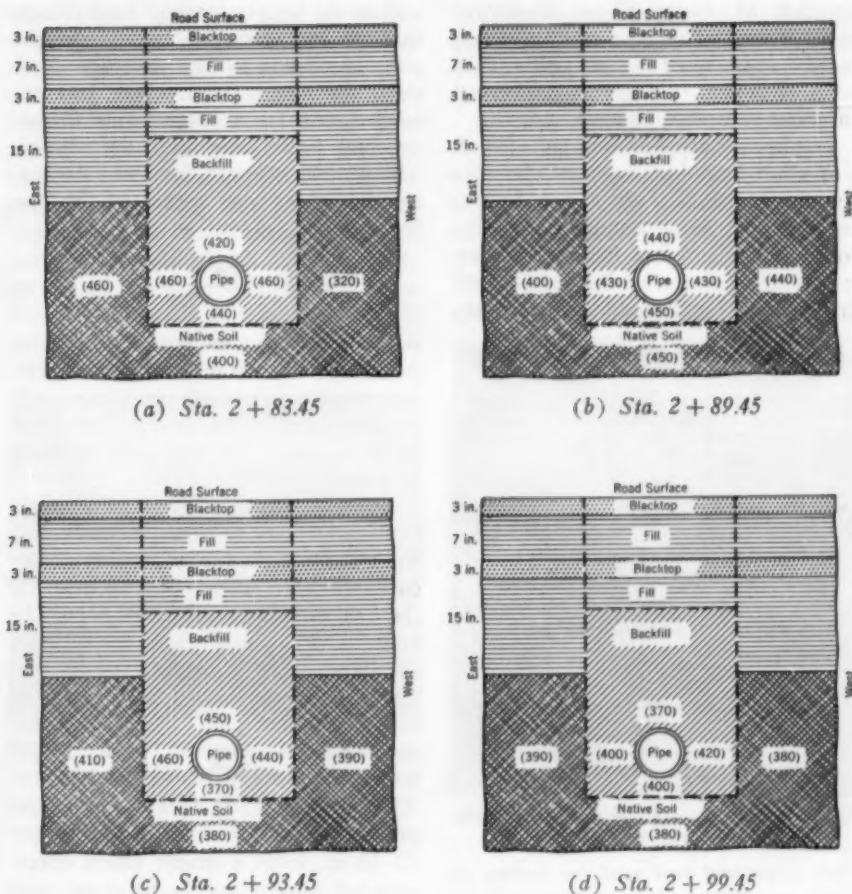 Road Surface
3 in.
Blacktop
7 in.
Fill
3 in.
Blacktop
Fill
15 in.
Backfill
East
West
(420)
(460)
(460)
Pipe
(460)
(320)
(440)
Native Soil
(400)
(a) Sta. 2 + 83.45
Road Surface
3 in.
Blacktop
7 in.
Fill
3 in.
Blacktop
Fill
15 in.
Backfill
East
West
(440)
(400)
(430)
Pipe
(430)
(440)
(450)
Native Soil
(450)
(b) Sta. 2 + 89.45
Road Surface
3 in.
Blacktop
7 in.
Fill
3 in.
Blacktop
Fill
15 in.
Backfill
East
West
(450)
(410)
(460)
Pipe
(440)
(390)
(370)
Native Soil
(380)
(c) Sta. 2 + 93.45
Road Surface
3 in.
Blacktop
7 in.
Fill
3 in.
Blacktop
Fill
15 in.
Backfill
East
West
(370)
(390)
(400)
Pipe
(420)
(380)
(400)
Native Soil
(380)
(d) Sta. 2 + 99.45